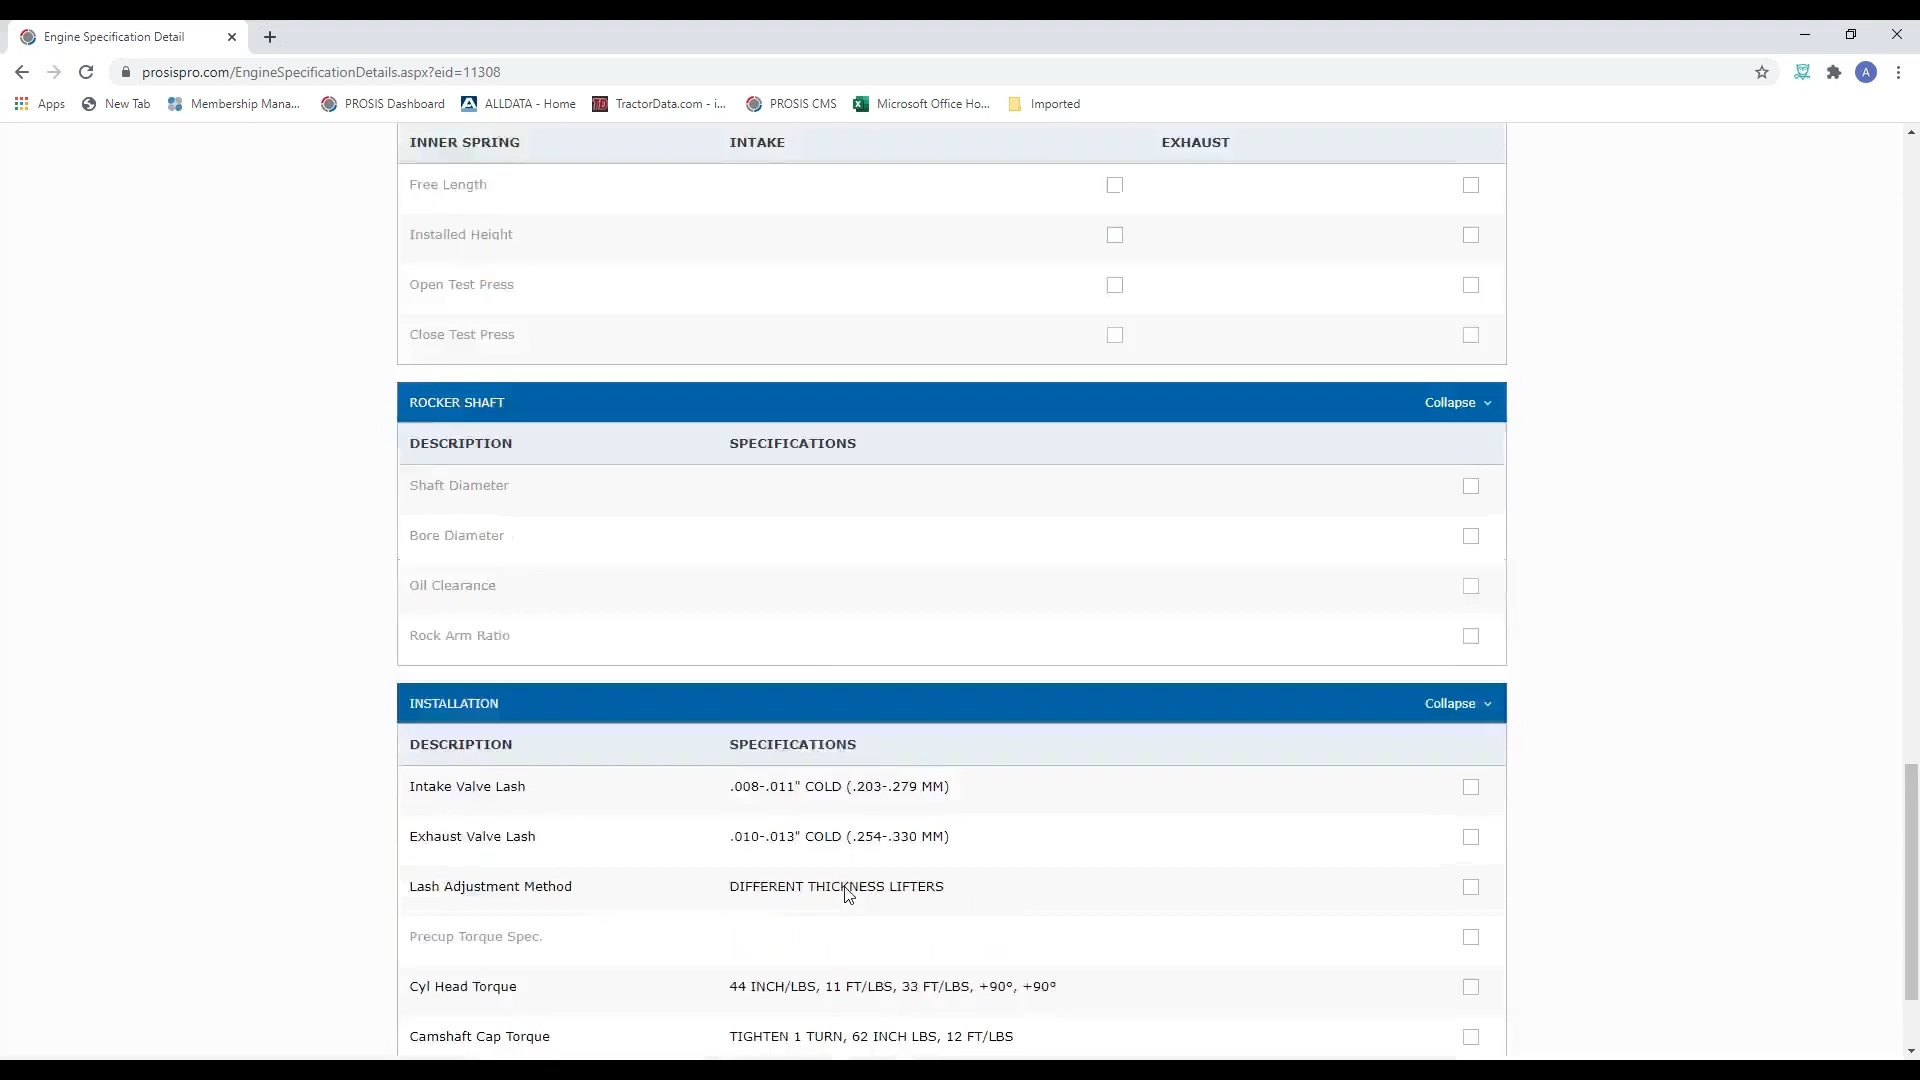 Engine Specification Detail
prosispro.com/EngineSpecificationDetails.aspx?eid=11308
A
Apps New Tab Membership Mana... PROSIS Dashboard ALLDATA - Home TractorData.com - i... PROSIS CMS Microsoft Office Ho... Imported
INNER SPRING INTAKE EXHAUST
Free Length
Installed Height
Open Test Press
Close Test Press
ROCKER SHAFT Collapse
DESCRIPTION SPECIFICATIONS
Shaft Diameter
Bore Diameter
Oil Clearance
Rock Arm Ratio
INSTALLATION Collapse
DESCRIPTION SPECIFICATIONS
Intake Valve Lash .008-.011" COLD (.203-.279 MM)
Exhaust Valve Lash .010-.013" COLD (.254-.330 MM)
Lash Adjustment Method DIFFERENT THICKNESS LIFTERS
Precup Torque Spec.
Cyl Head Torque 44 INCH/LBS, 11 FT/LBS, 33 FT/LBS, +90°, +90°
Camshaft Cap Torque TIGHTEN 1 TURN, 62 INCH LBS, 12 FT/LBS